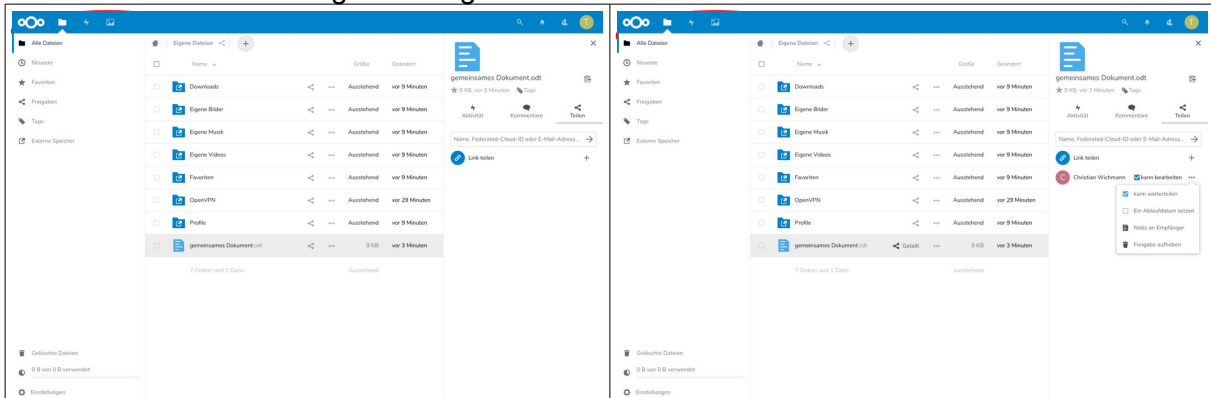 Alle Dateien
Neueste
Favoriten
Freigaben
Tags
Externe Speicher
Gelöschte Dateien
0 B von 0 B verwendet
Einstellungen
Eigene Dateien
Name Größe Geändert
Downloads Ausstehend vor 9 Minuten
Eigene Bilder Ausstehend vor 9 Minuten
Eigene Musik Ausstehend vor 9 Minuten
Eigene Videos Ausstehend vor 9 Minuten
Favoriten Ausstehend vor 9 Minuten
OpenVPN Ausstehend vor 29 Minuten
Profile Ausstehend vor 9 Minuten
gemeinsames Dokument.odt 9 KB vor 3 Minuten
7 Ordner und 1 Datei Ausstehend
T
gemeinsames Dokument.odt
9 KB, vor 3 Minuten Tags
Aktivität Kommentare Teilen
Name, Federated-Cloud-ID oder E-Mail-Adress...
Link teilen
Alle Dateien
Neueste
Favoriten
Freigaben
Tags
Externe Speicher
Gelöschte Dateien
0 B von 0 B verwendet
Einstellungen
Eigene Dateien
Name Größe Geändert
Downloads Ausstehend vor 9 Minuten
Eigene Bilder Ausstehend vor 9 Minuten
Eigene Musik Ausstehend vor 9 Minuten
Eigene Videos Ausstehend vor 9 Minuten
Favoriten Ausstehend vor 9 Minuten
OpenVPN Ausstehend vor 29 Minuten
Profile Ausstehend vor 9 Minuten
gemeinsames Dokument.odt Geteilt 9 KB vor 3 Minuten
7 Ordner und 1 Datei Ausstehend
T
gemeinsames Dokument.odt
9 KB, vor 3 Minuten Tags
Aktivität Kommentare Teilen
Name, Federated-Cloud-ID oder E-Mail-Adress...
Link teilen
C Christian Wichmann kann bearbeiten
kann weiterteilen
Ein Ablaufdatum setzen
Notiz an Empfänger
Freigabe aufheben